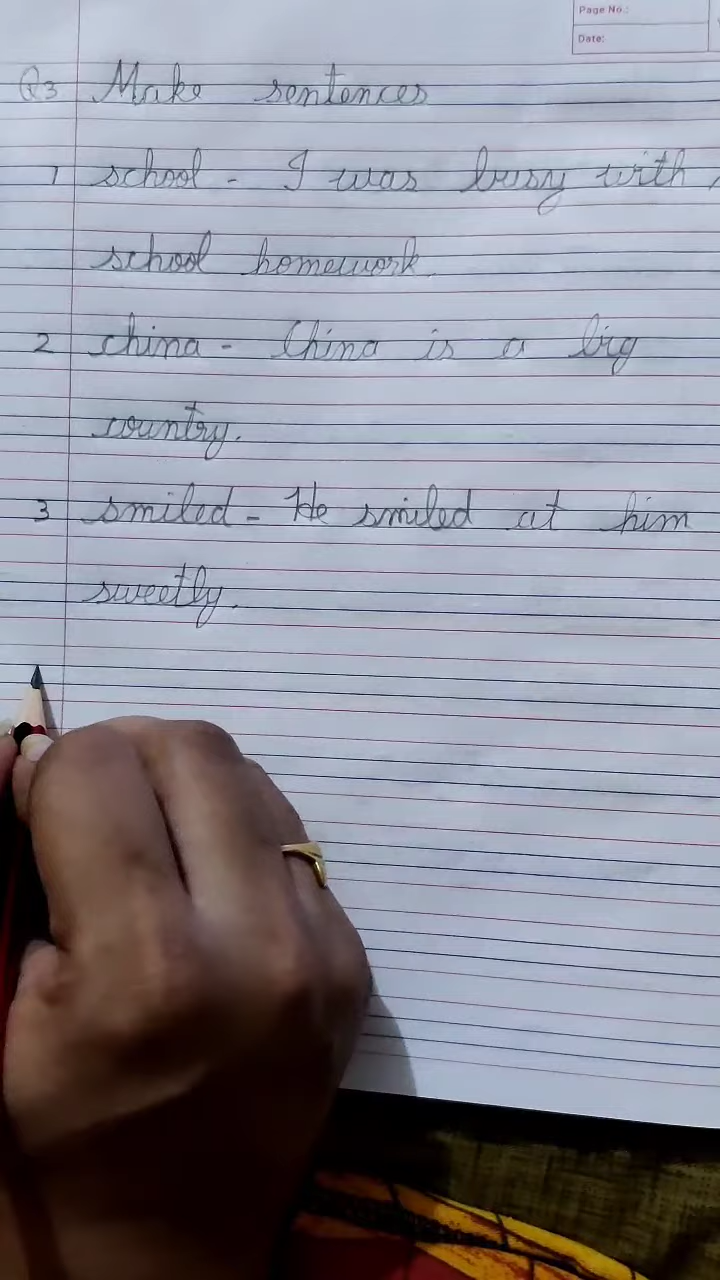 Page No.:
Date:
Q3 Make sentences
1 school - I was busy with
school homework.
2 china - China is a big
country.
3 smiled - He smiled at him
sweetly.